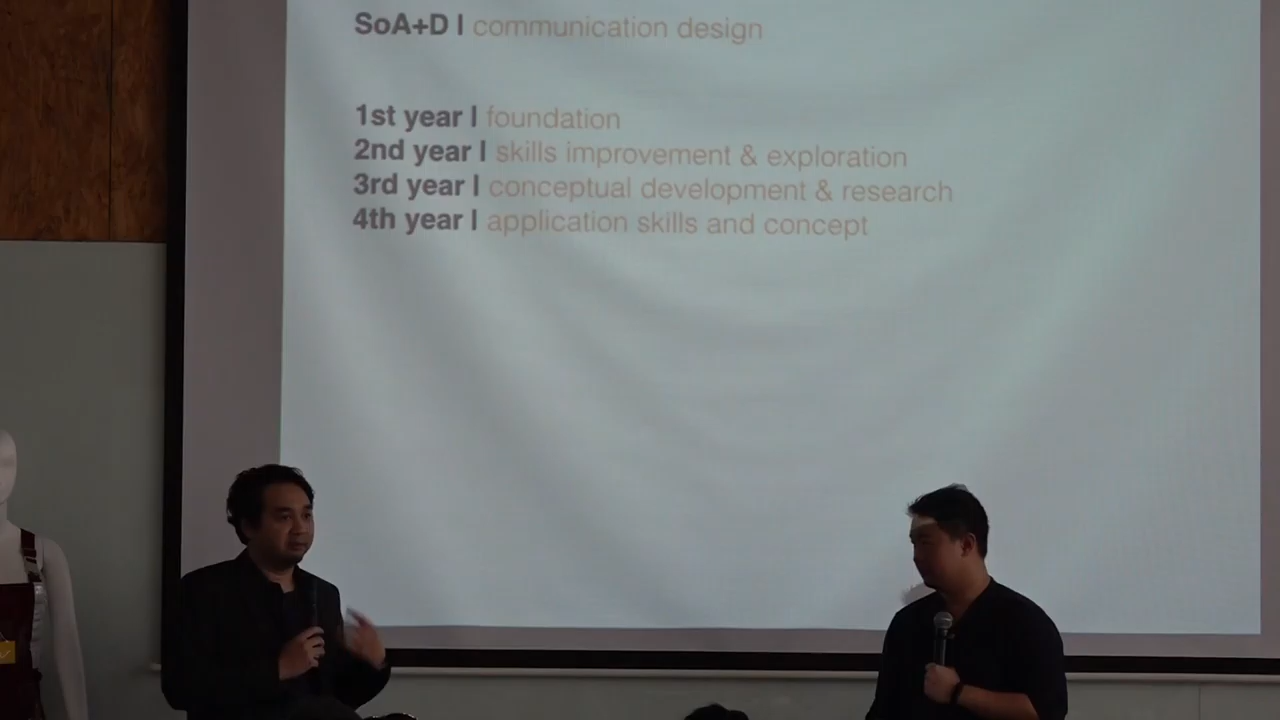 SoA+D | communication design
1st year | foundation
2nd year | skills improvement & exploration
3rd year | conceptual development & research
4th year | application skills and concept